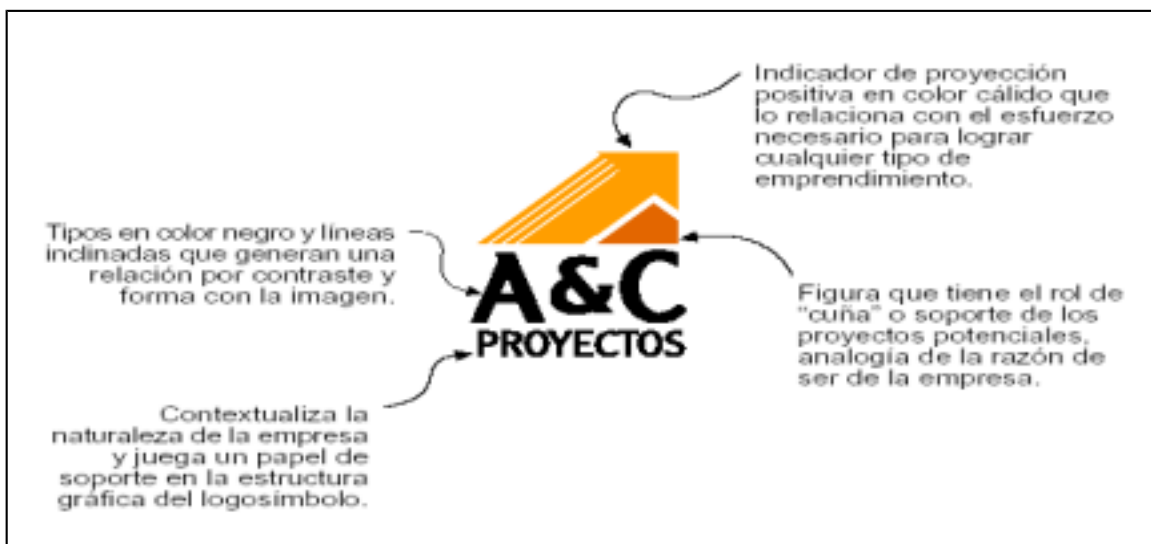 Indicador de proyección
positiva en color cálido que
lo relaciona con el esfuerzo
necesario para lograr
cualquier tipo de
emprendimiento.
Tipos en color negro y líneas
inclinadas que generan una
relación por contraste y
forma con la imagen.
A&C
PROYECTOS
Figura que tiene el rol de
"cuña" o soporte de los
proyectos potenciales,
analogía de la razón de
ser de la empresa.
Contextualiza la
naturaleza de la empresa
y juega un papel de
soporte en la estructura
gráfica del logosímbolo.